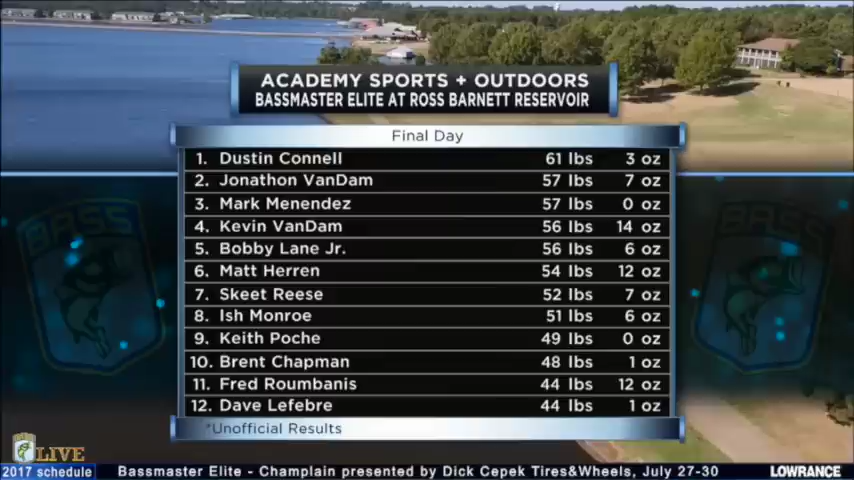 ACADEMY SPORTS + OUTDOORS
BASSMASTER ELITE AT ROSS BARNETT RESERVOIR
Final Day
1. Dustin Connell 61 lbs 3 oz
2. Jonathon VanDam 57 lbs 7 oz
3. Mark Menendez 57 lbs 0 oz
4. Kevin VanDam 56 lbs 14 oz
5. Bobby Lane Jr. 56 lbs 6 oz
6. Matt Herren 54 lbs 12 oz
7. Skeet Reese 52 lbs 7 oz
8. Ish Monroe 51 lbs 6 oz
9. Keith Poche 49 lbs 0 oz
10. Brent Chapman 48 lbs 1 oz
11. Fred Roumbanis 44 lbs 12 oz
12. Dave Lefebre 44 lbs 1 oz
*Unofficial Results
BASS
BASS
LIVE
2017 schedule Bassmaster Elite - Champlain presented by Dick Cepek Tires&Wheels, July 27-30 LOWRANCE